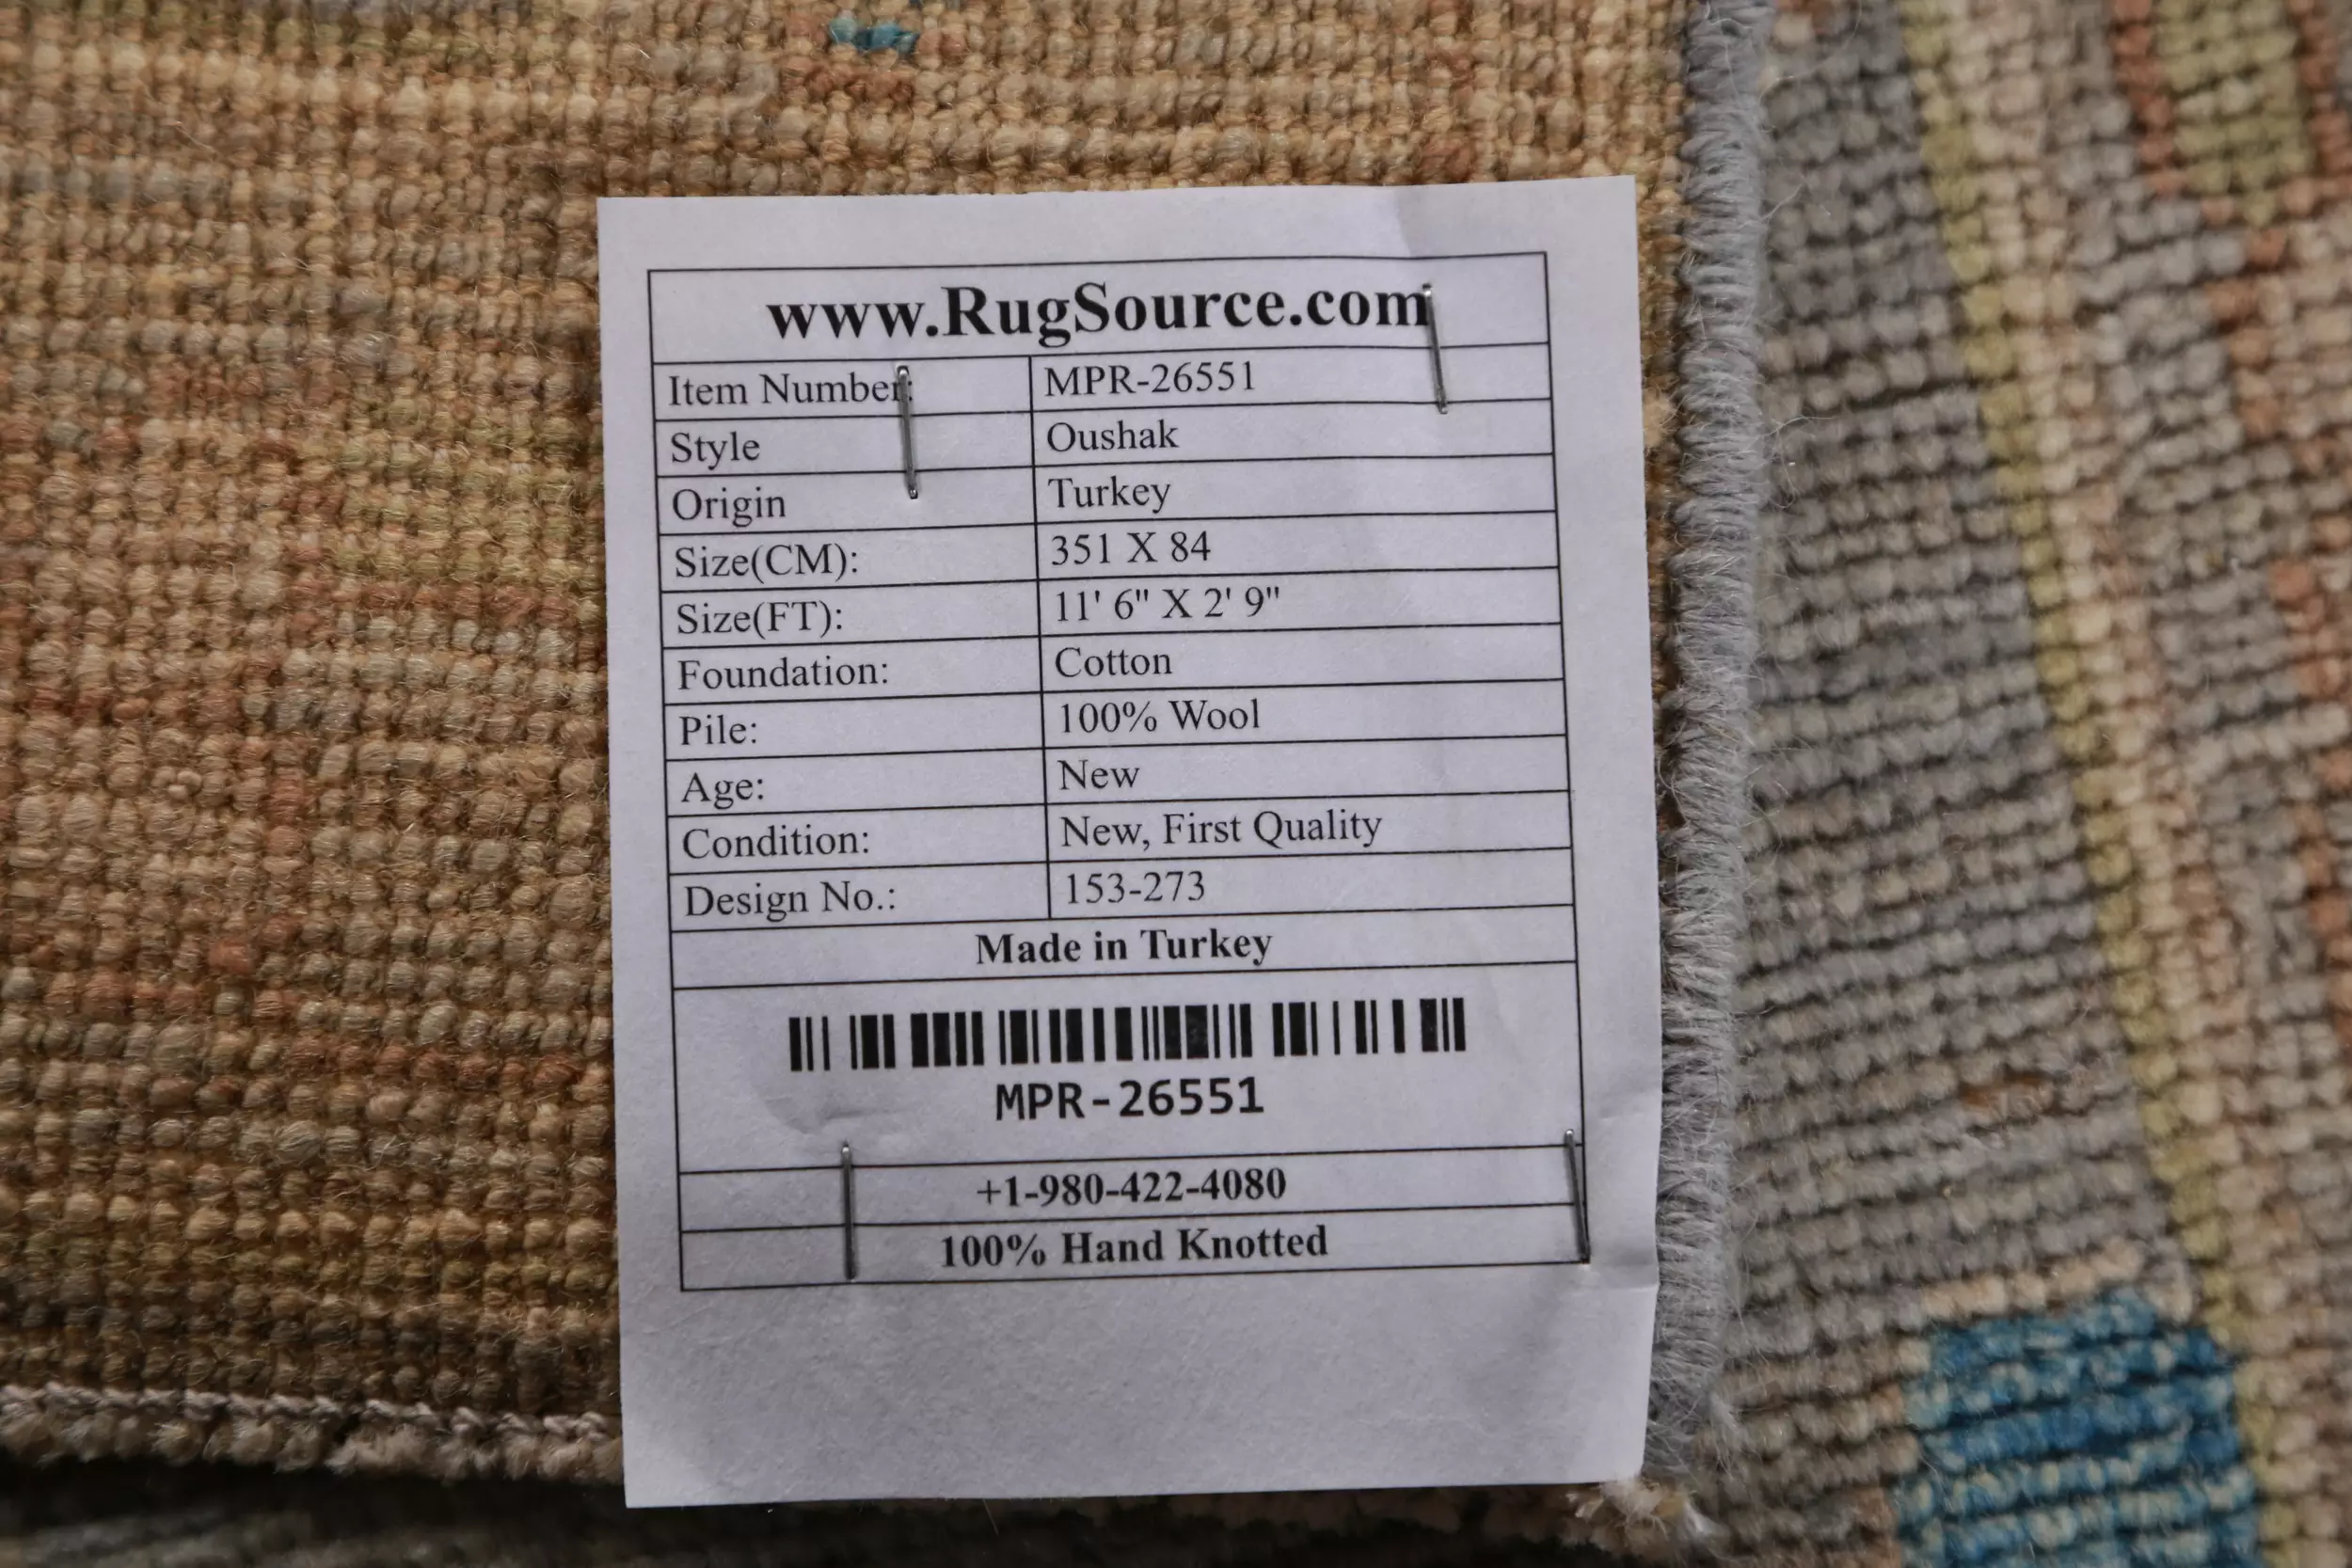 www.RugSource.com
Item Number: MPR-26551
Style Oushak
Origin Turkey
Size(CM): 351 X 84
Size(FT): 11' 6" X 2' 9"
Foundation: Cotton
Pile: 100% Wool
Age: New
Condition: New, First Quality
Design No.: 153-273
Made in Turkey
MPR-26551
+1-980-422-4080
100% Hand Knotted